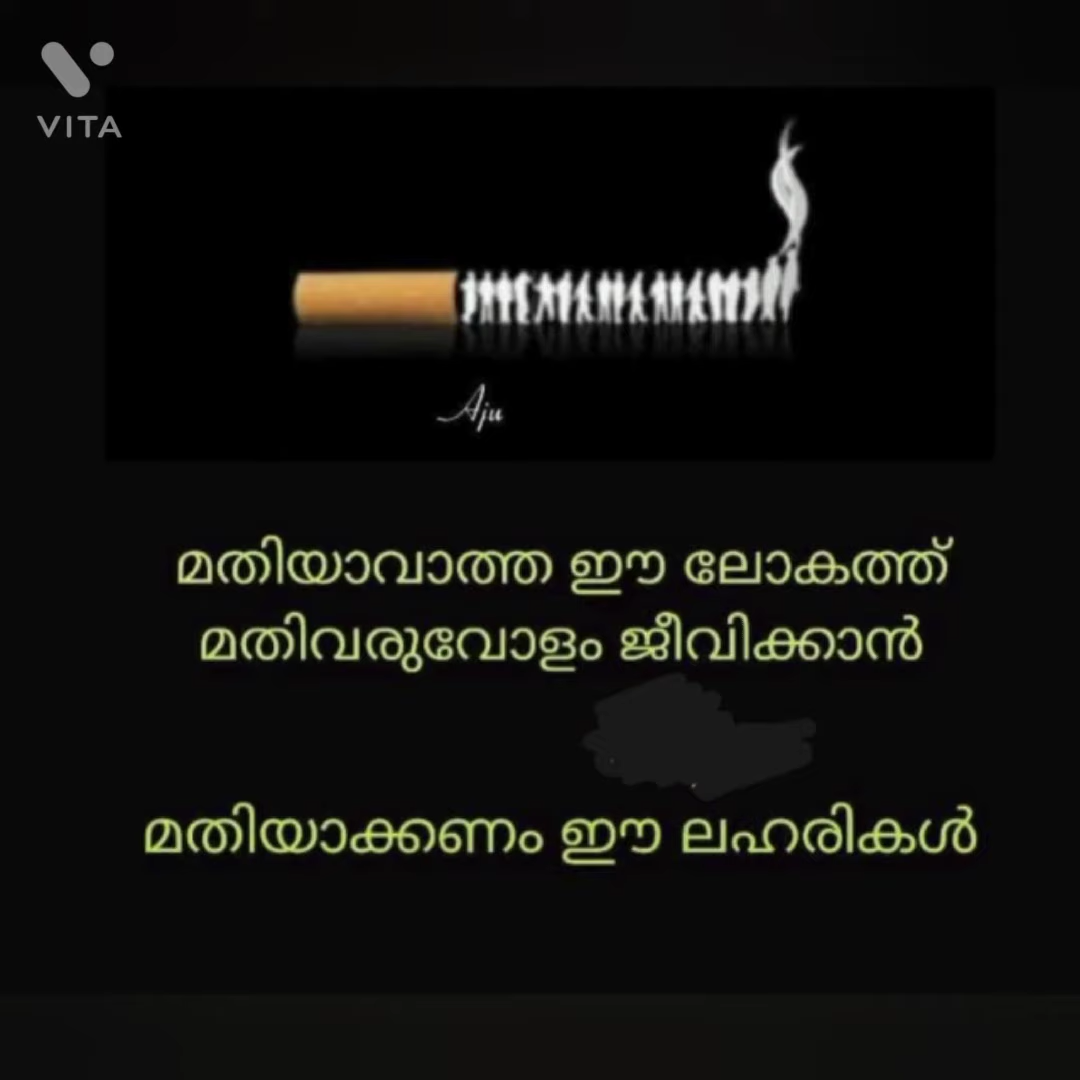 VITA
Aju
മതിയാവാത്ത ഈ ലോകത്ത്
മതിവരുവോളം ജീവിക്കാൻ
മതിയാക്കണം ഈ ലഹരികൾ